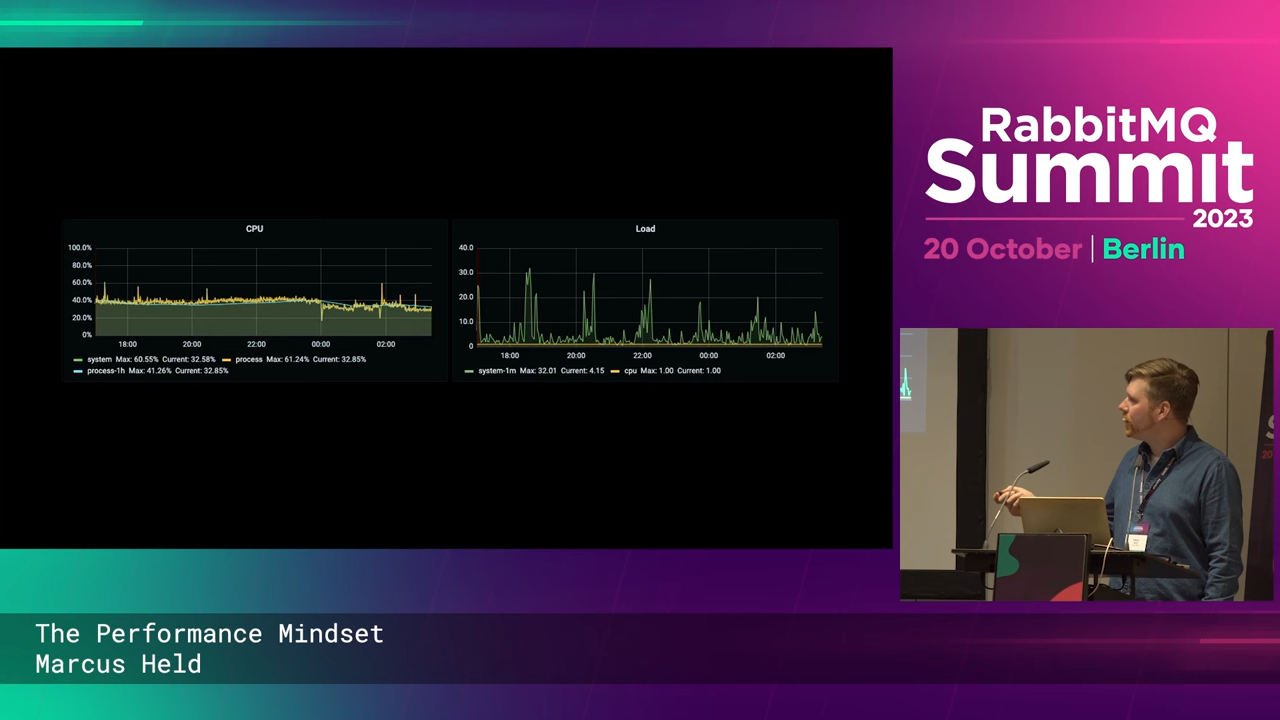 CPU
100.0%
80.0%
60.0%
40.0%
20.0%
0%
18:00 20:00 22:00 00:00 02:00
system Max: 60.55% Current: 32.58% process Max: 61.24% Current: 32.85%
process-1h Max: 41.26% Current: 32.85%
Load
40.0
30.0
20.0
10.0
0
18:00 20:00 22:00 00:00 02:00
system-1m Max: 32.01 Current: 4.15 cpu Max: 1.00 Current: 1.00
RabbitMQ
Summit
2023
20 October | Berlin
S
20
The Performance Mindset
Marcus Held